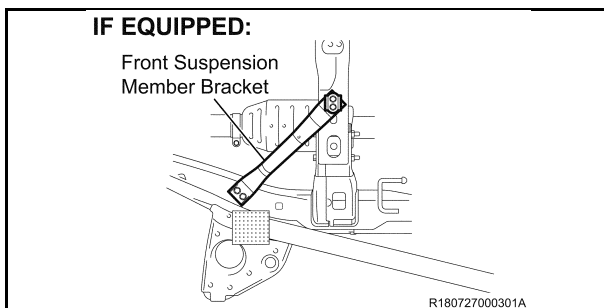 IF EQUIPPED:
Front Suspension
Member Bracket
R180727000301A